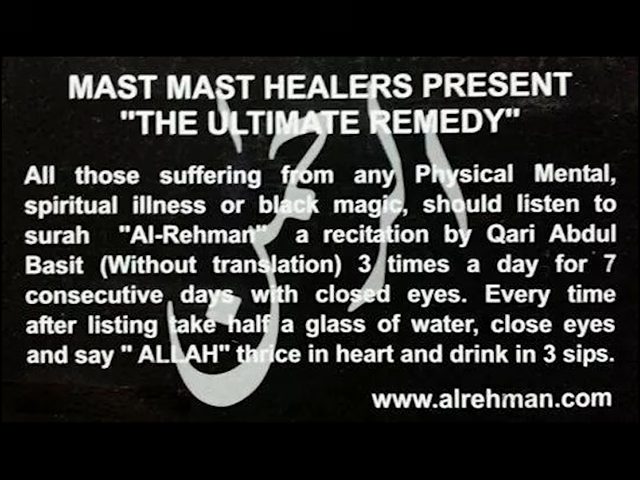 MAST MAST HEALERS PRESENT
"THE ULTIMATE REMEDY"
الرحمن
All those suffering from any Physical Mental,
spiritual illness or black magic, should listen to
surah "Al-Rehman" a recitation by Qari Abdul
Basit (Without translation) 3 times a day for 7
consecutive days with closed eyes. Every time
after listing take half a glass of water, close eyes
and say " ALLAH" thrice in heart and drink in 3 sips.
www.alrehman.com